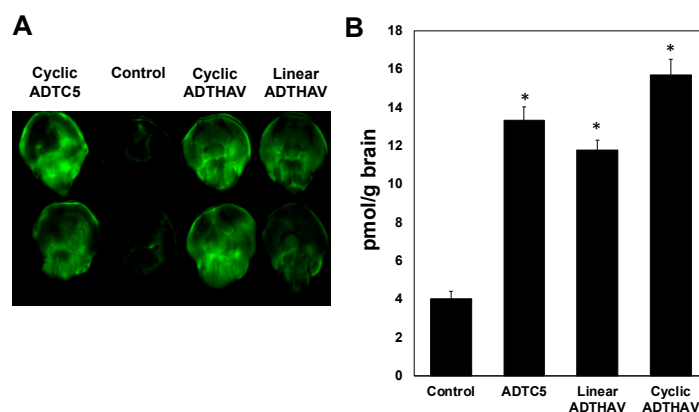 A
Cyclic ADTC5
Control
Cyclic ADTHAV
Linear ADTHAV
B
pmol/g brain
18
16
14
12
10
8
6
4
2
0
*
*
*
Control
ADTC5
Linear ADTHAV
Cyclic ADTHAV